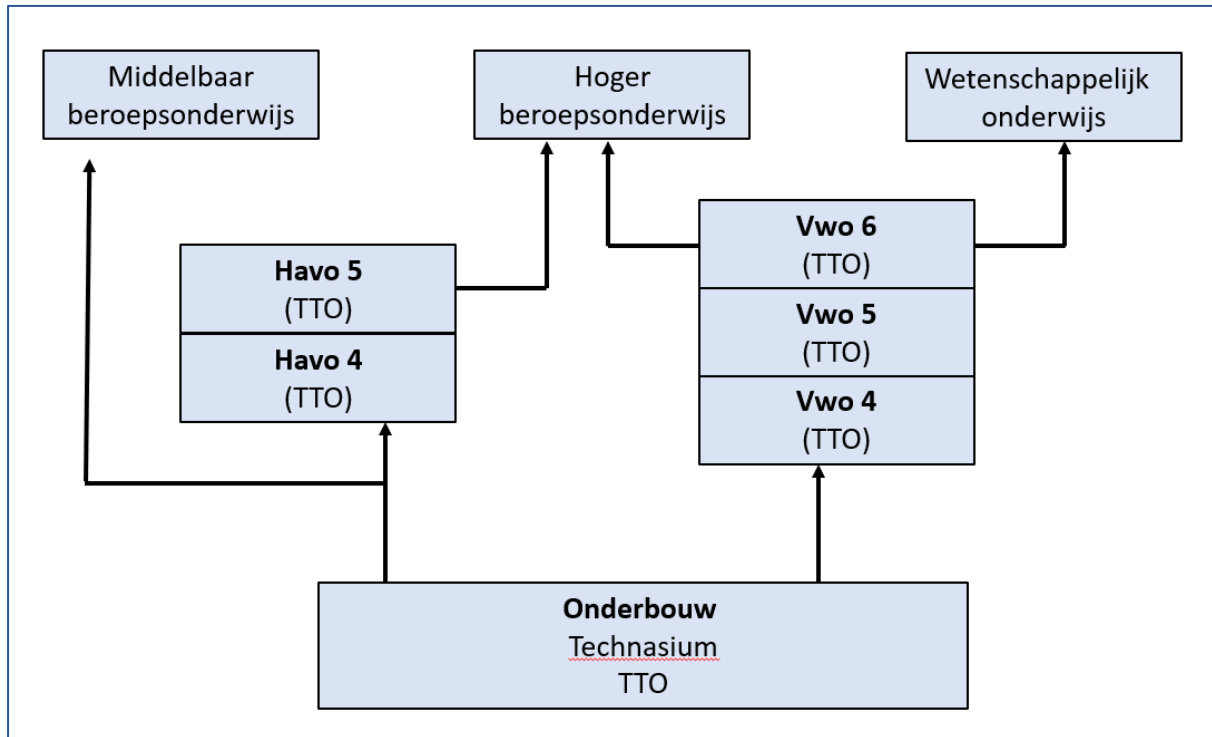 Middelbaar
beroepsonderwijs
Hoger
beroepsonderwijs
Wetenschappelijk
onderwijs
Havo 5
(TTO)
Havo 4
(TTO)
Vwo 6
(TTO)
Vwo 5
(TTO)
Vwo 4
(TTO)
Onderbouw
Technasium
TTO